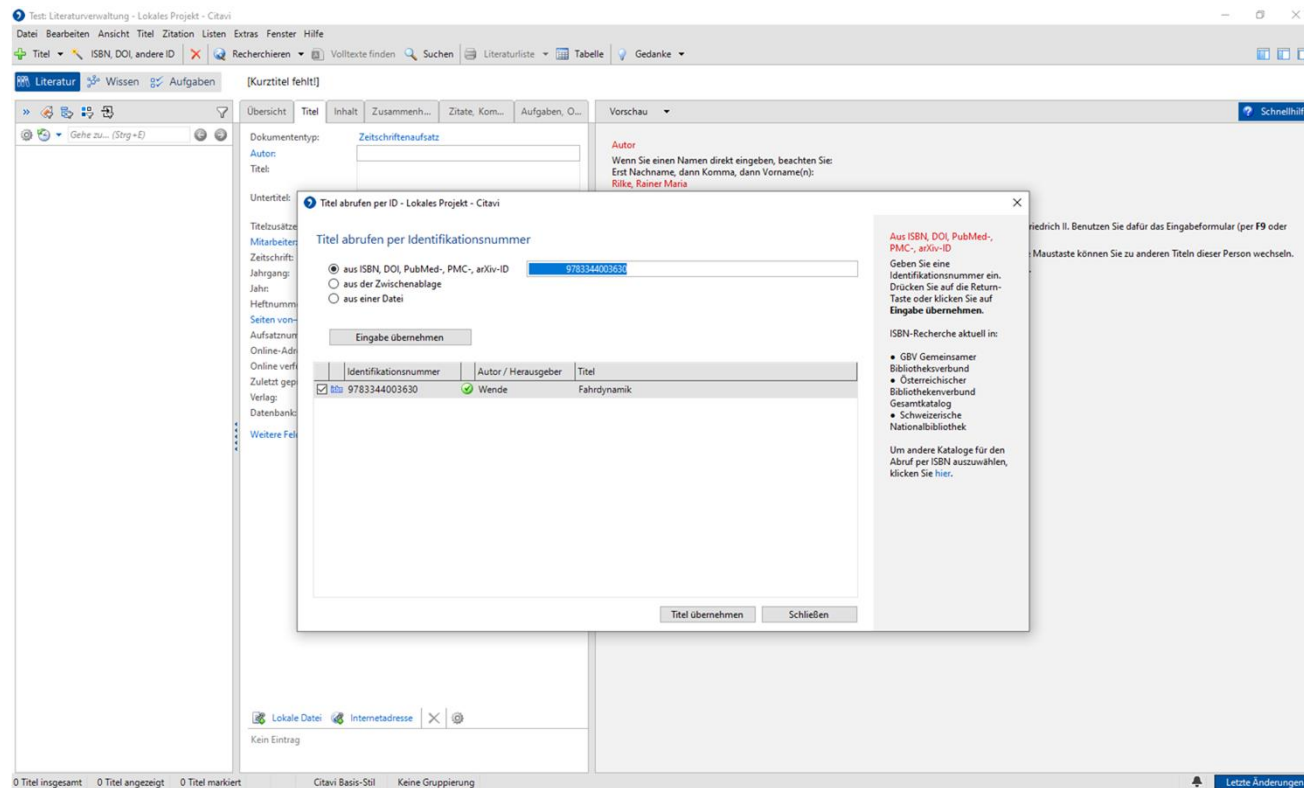 Test: Literaturverwaltung - Lokales Projekt - Citavi
Datei Bearbeiten Ansicht Titel Zitation Listen Extras Fenster Hilfe
Titel ISBN, DOI, andere ID Recherchieren Volltexte finden Suchen Literaturliste Tabelle Gedanke
Literatur Wissen Aufgaben [Kurztitel fehlt!]
Übersicht Titel Inhalt Zusammenh... Zitate, Kom... Aufgaben, O... Vorschau Schnellhilf
Gehe zu... (Strg+E)
Dokumententyp: Zeitschriftenaufsatz
Autor:
Titel:
Untertitel:
Titelzusätze
Mitarbeiter:
Zeitschrift:
Jahrgang:
Jahr:
Heftnumm
Seiten von–
Aufsatznum
Online-Adr
Online verfü
Zuletzt gep
Verlag:
Datenbank:
Weitere Feld
Autor
Wenn Sie einen Namen direkt eingeben, beachten Sie:
Erst Nachname, dann Komma, dann Vorname(n):
Rilke, Rainer Maria
riedrich II. Benutzen Sie dafür das Eingabeformular (per F9 oder
Maustaste können Sie zu anderen Titeln dieser Person wechseln.
Titel abrufen per ID - Lokales Projekt - Citavi
Titel abrufen per Identifikationsnummer
aus ISBN, DOI, PubMed-, PMC-, arXiv-ID 9783344003630
aus der Zwischenablage
aus einer Datei
Eingabe übernehmen
Identifikationsnummer Autor / Herausgeber Titel
9783344003630 Wende Fahrdynamik
Titel übernehmen Schließen
Aus ISBN, DOI, PubMed-,
PMC-, arXiv-ID
Geben Sie eine
Identifikationsnummer ein.
Drücken Sie auf die Return-
Taste oder klicken Sie auf
Eingabe übernehmen.
ISBN-Recherche aktuell in:
● GBV Gemeinsamer
Bibliotheksverbund
● Österreichischer
Bibliothekenverbund
Gesamtkatalog
● Schweizerische
Nationalbibliothek
Um andere Kataloge für den
Abruf per ISBN auszuwählen,
klicken Sie hier.
Lokale Datei Internetadresse
Kein Eintrag
0 Titel insgesamt 0 Titel angezeigt 0 Titel markiert Citavi Basis-Stil Keine Gruppierung Letzte Änderungen